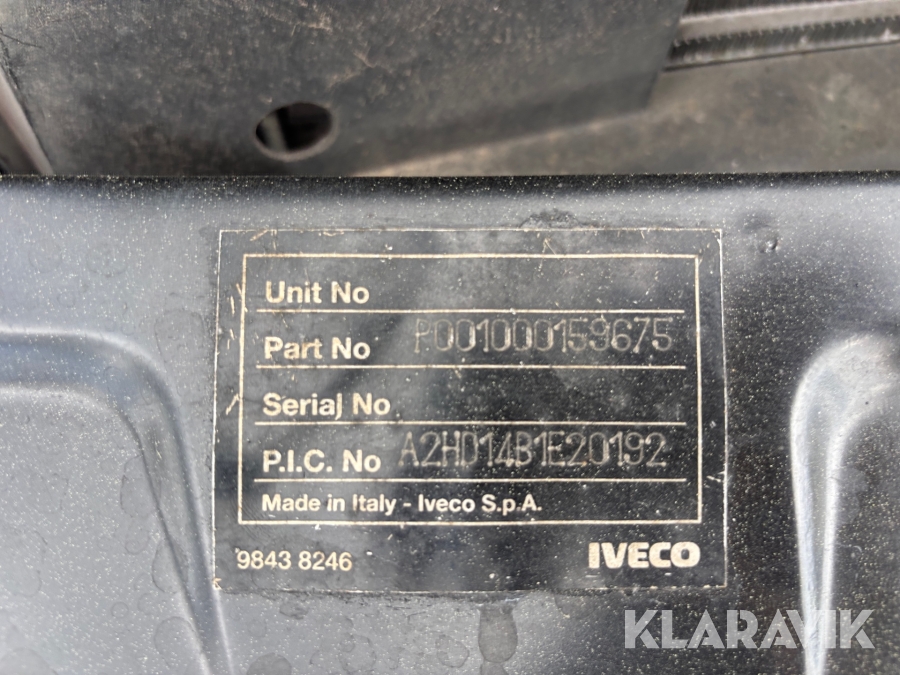 Unit No
Part No P001000159675
Serial No
P.I.C. No A2HD14B1E20192
Made in Italy - Iveco S.p.A.
9843 8246 IVECO
KLARAVIK